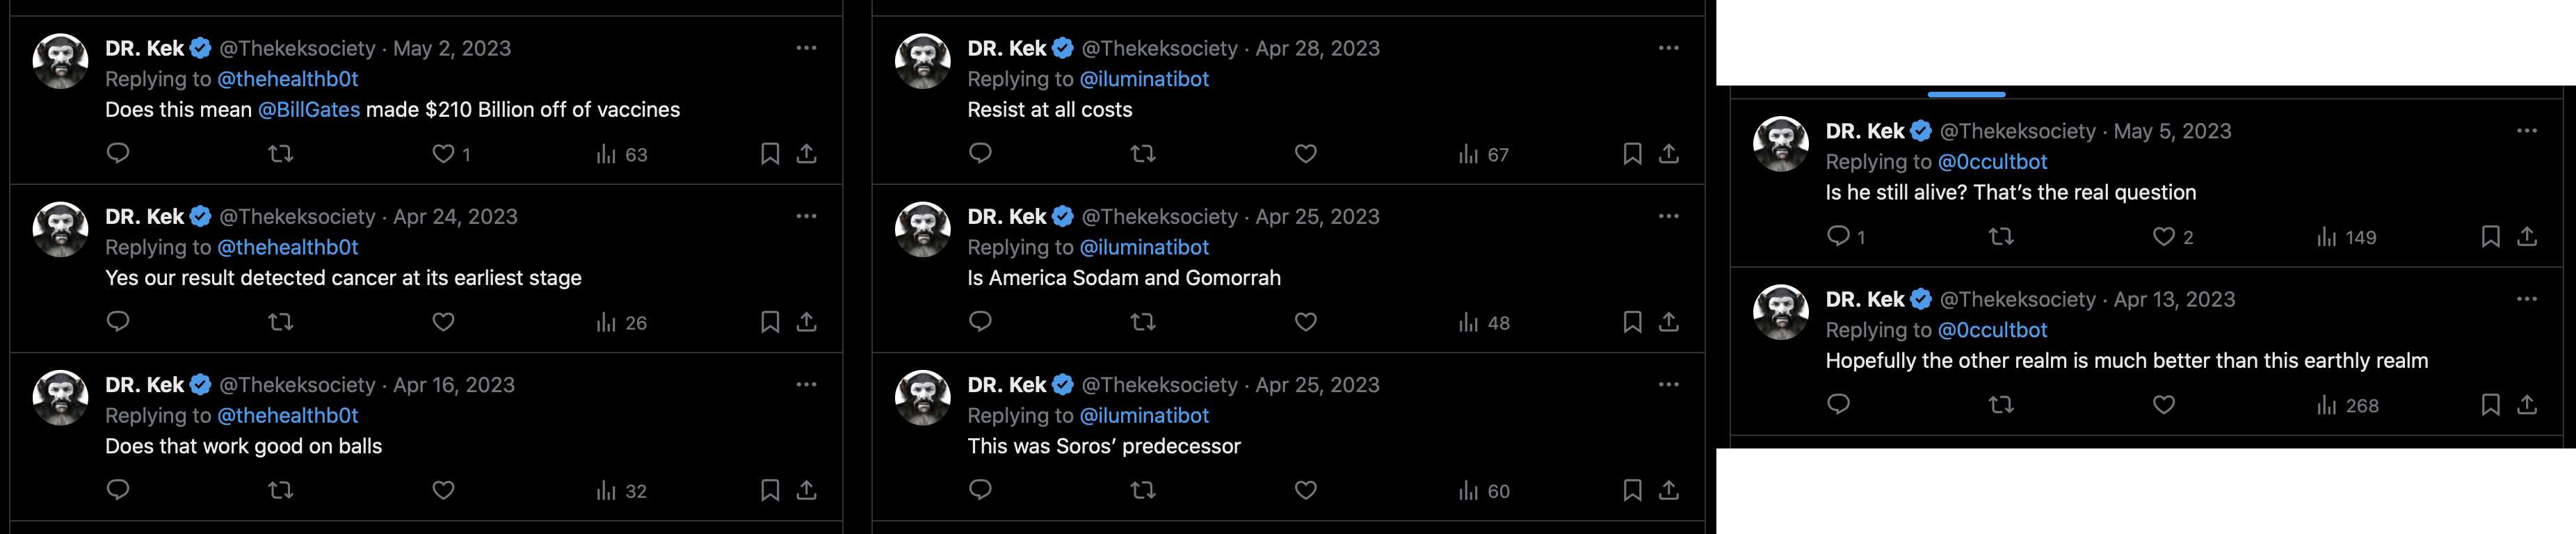 DR. Kek @Thekeksociety · May 2, 2023
Replying to @thehealthb0t
Does this mean @BillGates made $210 Billion off of vaccines
1 63
DR. Kek @Thekeksociety · Apr 24, 2023
Replying to @thehealthb0t
Yes our result detected cancer at its earliest stage
26
DR. Kek @Thekeksociety · Apr 16, 2023
Replying to @thehealthb0t
Does that work good on balls
32
DR. Kek @Thekeksociety · Apr 28, 2023
Replying to @iluminatibot
Resist at all costs
67
DR. Kek @Thekeksociety · Apr 25, 2023
Replying to @iluminatibot
Is America Sodam and Gomorrah
48
DR. Kek @Thekeksociety · Apr 25, 2023
Replying to @iluminatibot
This was Soros’ predecessor
60
DR. Kek @Thekeksociety · May 5, 2023
Replying to @0ccultbot
Is he still alive? That’s the real question
1 2 149
DR. Kek @Thekeksociety · Apr 13, 2023
Replying to @0ccultbot
Hopefully the other realm is much better than this earthly realm
268